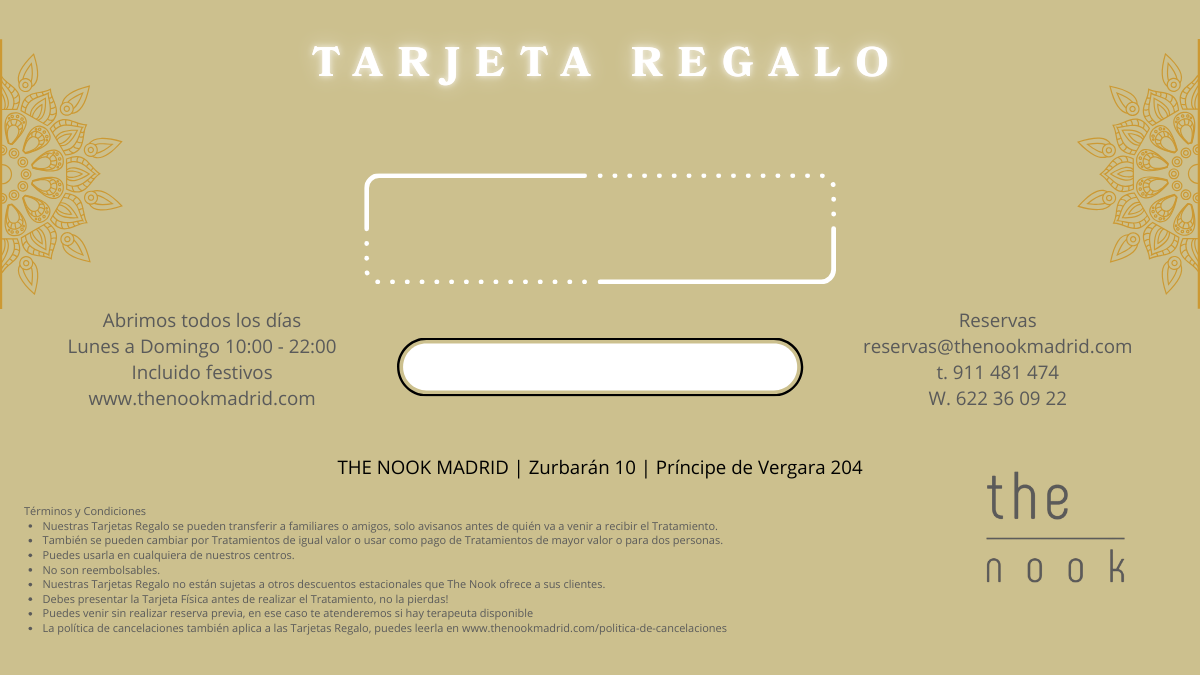 TARJETA REGALO
Abrimos todos los días
Lunes a Domingo 10:00 - 22:00
Incluido festivos
www.thenookmadrid.com
Reservas
reservas@thenookmadrid.com
t. 911 481 474
W. 622 36 09 22
THE NOOK MADRID | Zurbarán 10 | Príncipe de Vergara 204
the
nook
Términos y Condiciones
• Nuestras Tarjetas Regalo se pueden transferir a familiares o amigos, solo avisanos antes de quién va a venir a recibir el Tratamiento.
• También se pueden cambiar por Tratamientos de igual valor o usar como pago de Tratamientos de mayor valor o para dos personas.
• Puedes usarla en cualquiera de nuestros centros.
• No son reembolsables.
• Nuestras Tarjetas Regalo no están sujetas a otros descuentos estacionales que The Nook ofrece a sus clientes.
• Debes presentar la Tarjeta Física antes de realizar el Tratamiento, no la pierdas!
• Puedes venir sin realizar reserva previa, en ese caso te atenderemos si hay terapeuta disponible
• La política de cancelaciones también aplica a las Tarjetas Regalo, puedes leerla en www.thenookmadrid.com/politica-de-cancelaciones